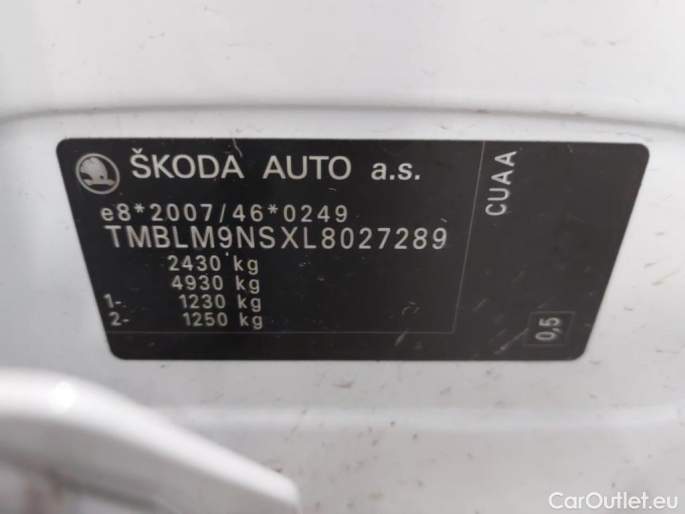 ŠKODA AUTO a.s.
e8*2007/46*0249
TMBLM9NSXL8027289
2430 kg
4930 kg
1- 1230 kg
2- 1250 kg
CUAA
0,5
CarOutlet.eu